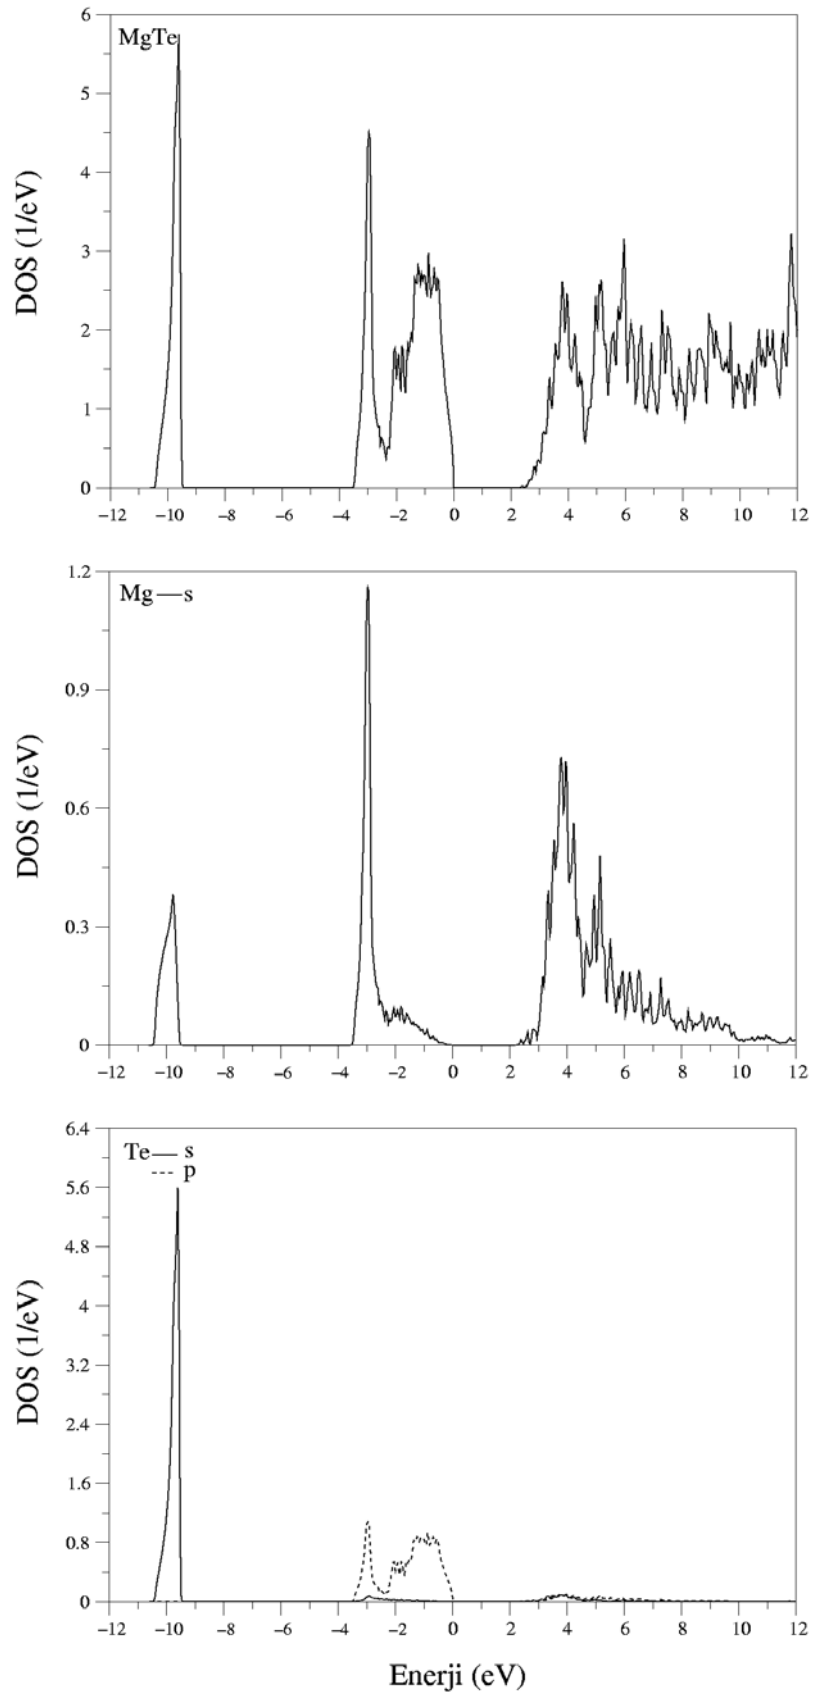 6
MgTe
5
4
3
2
1
0
DOS (1/eV)
−12 −10 −8 −6 −4 −2 0 2 4 6 8 10 12
1.2
Mg—s
0.9
0.6
0.3
0
DOS (1/eV)
−12 −10 −8 −6 −4 −2 0 2 4 6 8 10 12
6.4
Te— s
--- p
5.6
4.8
4
3.2
2.4
1.6
0.8
0
DOS (1/eV)
−12 −10 −8 −6 −4 −2 0 2 4 6 8 10 12
Enerji (eV)